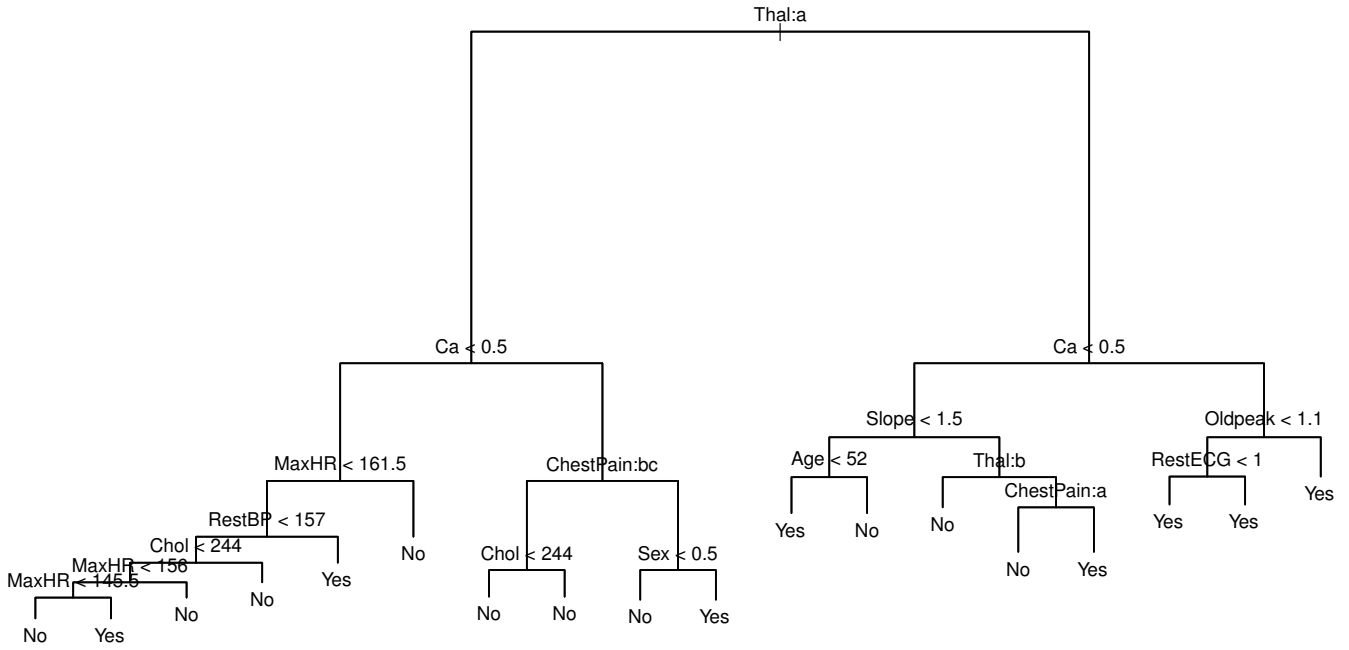 Thal:a
Ca < 0.5
Ca < 0.5
Slope < 1.5
Oldpeak < 1.1
MaxHR < 161.5
ChestPain:bc
Age < 52
Thal:b
RestECG < 1
ChestPain:a
Yes
RestBP < 157
Yes
No
No
Yes
Yes
Chol < 244
No
Chol < 244
Sex < 0.5
MaxHR < 156
Yes
No
Yes
MaxHR < 145.5
No
No
No
No
No
Yes
No
Yes